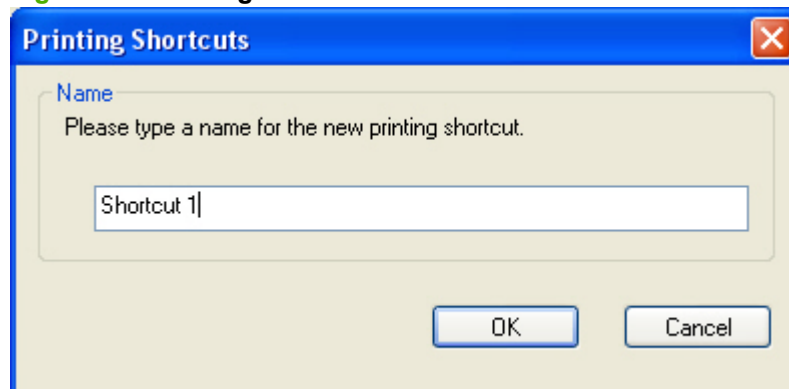 Printing Shortcuts
Name
Please type a name for the new printing shortcut.
Shortcut 1
OK
Cancel